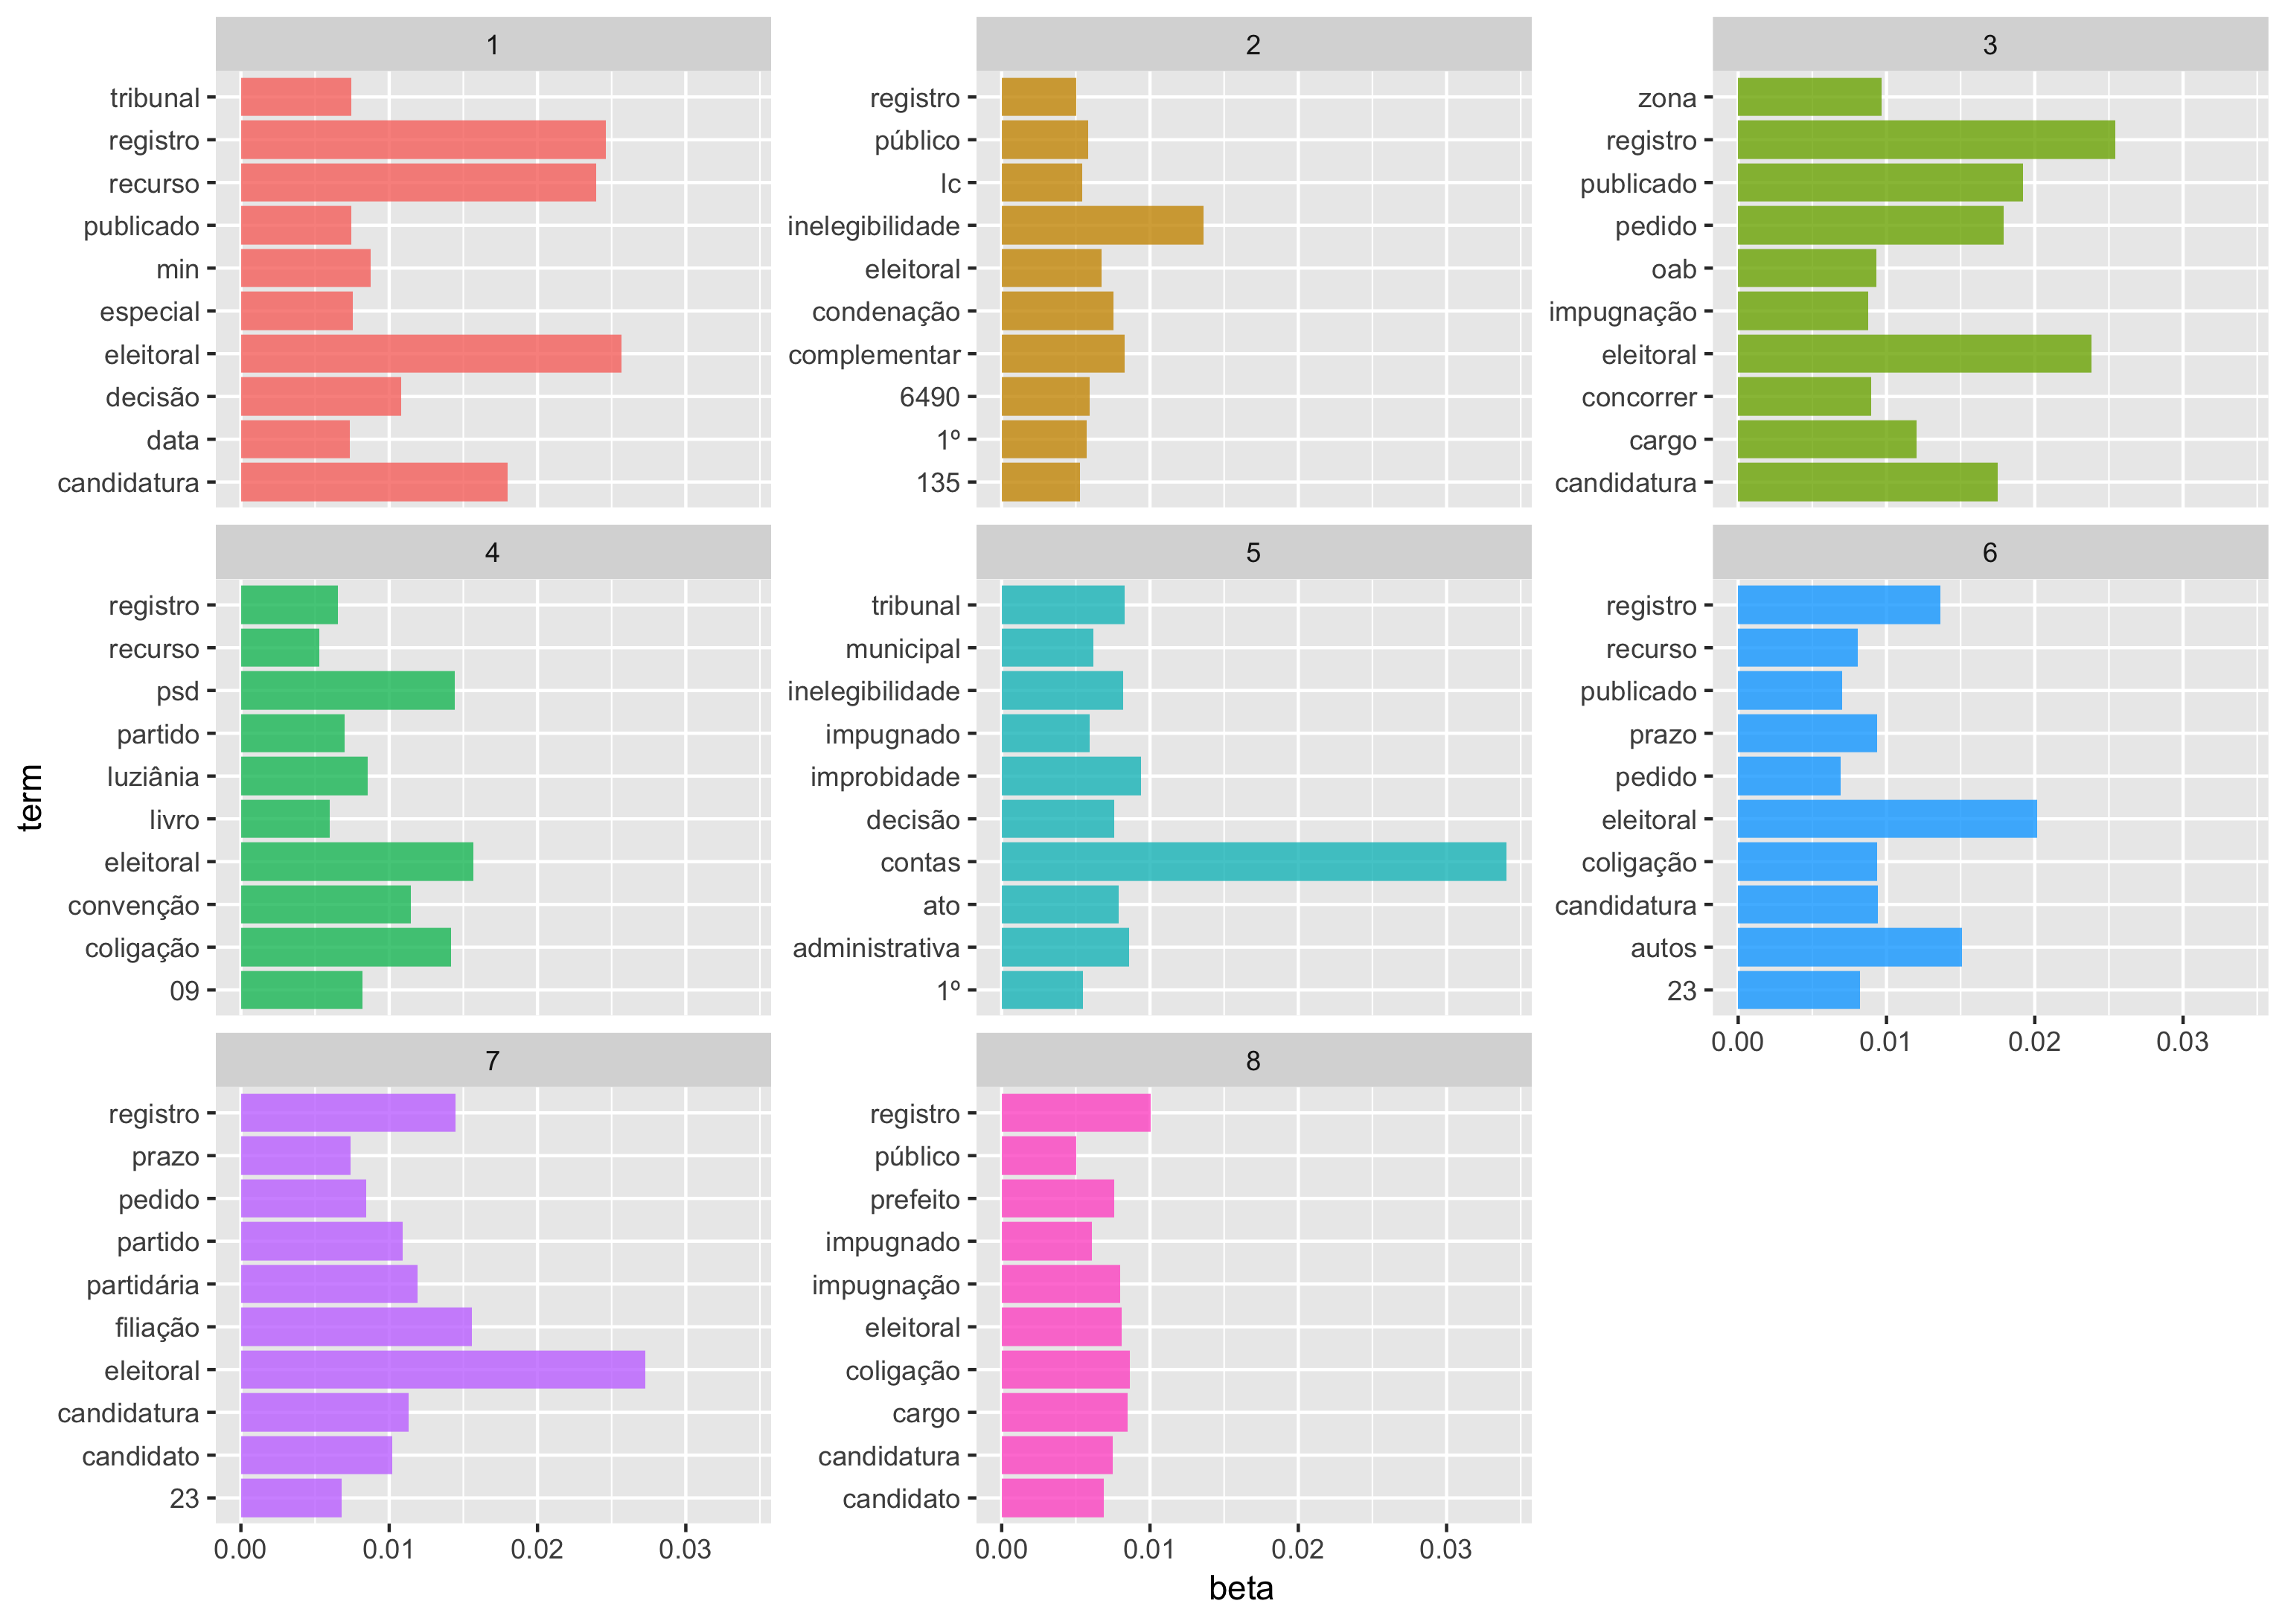 1
tribunal
registro
recurso
publicado
min
especial
eleitoral
decisão
data
candidatura
2
registro
público
lc
inelegibilidade
eleitoral
condenação
complementar
6490
1º
135
3
zona
registro
publicado
pedido
oab
impugnação
eleitoral
concorrer
cargo
candidatura
4
registro
recurso
psd
partido
luziânia
livro
eleitoral
convenção
coligação
09
5
tribunal
municipal
inelegibilidade
impugnado
improbidade
decisão
contas
ato
administrativa
1º
6
registro
recurso
publicado
prazo
pedido
eleitoral
coligação
candidatura
autos
23
0.00 0.01 0.02 0.03
7
registro
prazo
pedido
partido
partidária
filiação
eleitoral
candidatura
candidato
23
0.00 0.01 0.02 0.03
8
registro
público
prefeito
impugnado
impugnação
eleitoral
coligação
cargo
candidatura
candidato
0.00 0.01 0.02 0.03
term
beta